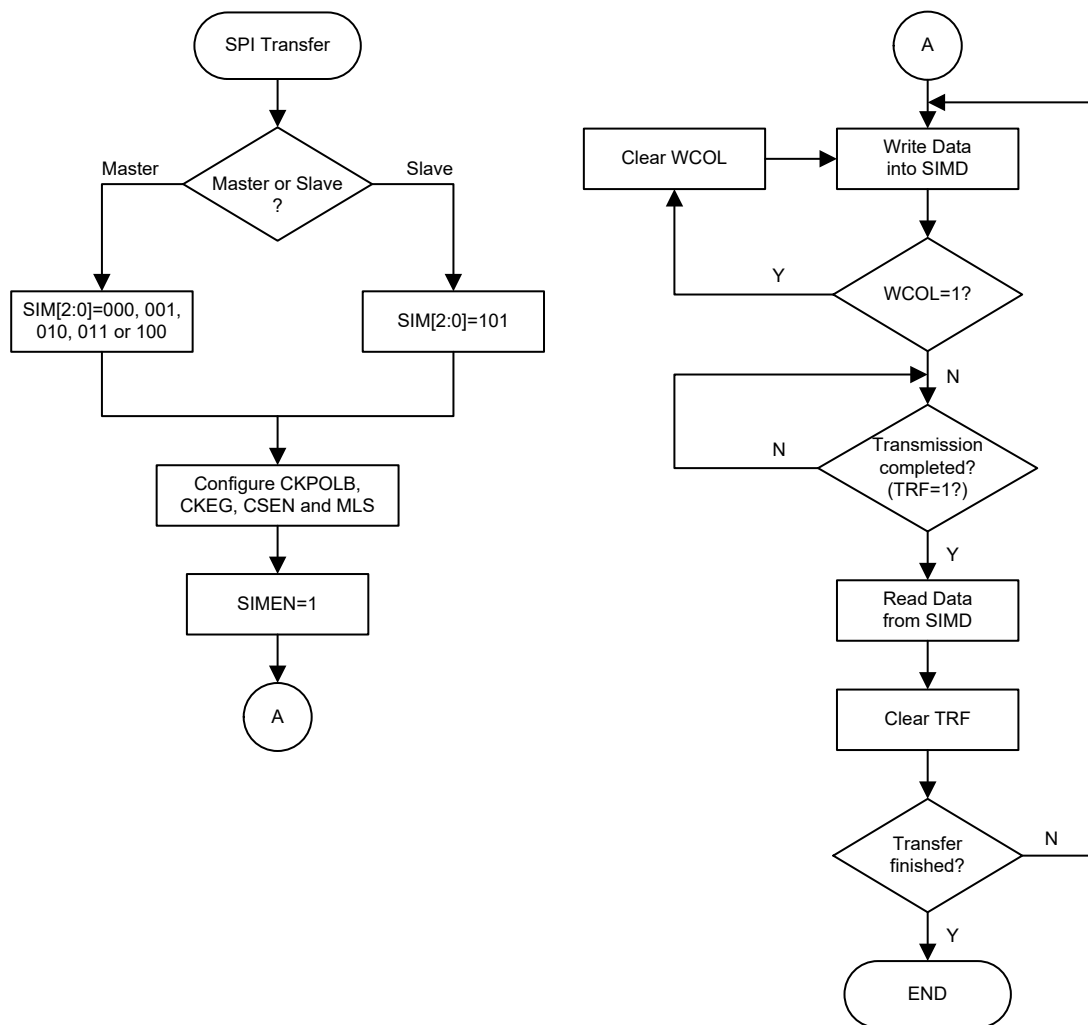 SPI Transfer
Master
Master or Slave
?
Slave
SIM[2:0]=000, 001,
010, 011 or 100
SIM[2:0]=101
Configure CKPOLB,
CKEG, CSEN and MLS
SIMEN=1
A
A
Clear WCOL
Write Data
into SIMD
Y
WCOL=1?
N
N
Transmission
completed?
(TRF=1?)
Y
Read Data
from SIMD
Clear TRF
Transfer
finished?
N
Y
END